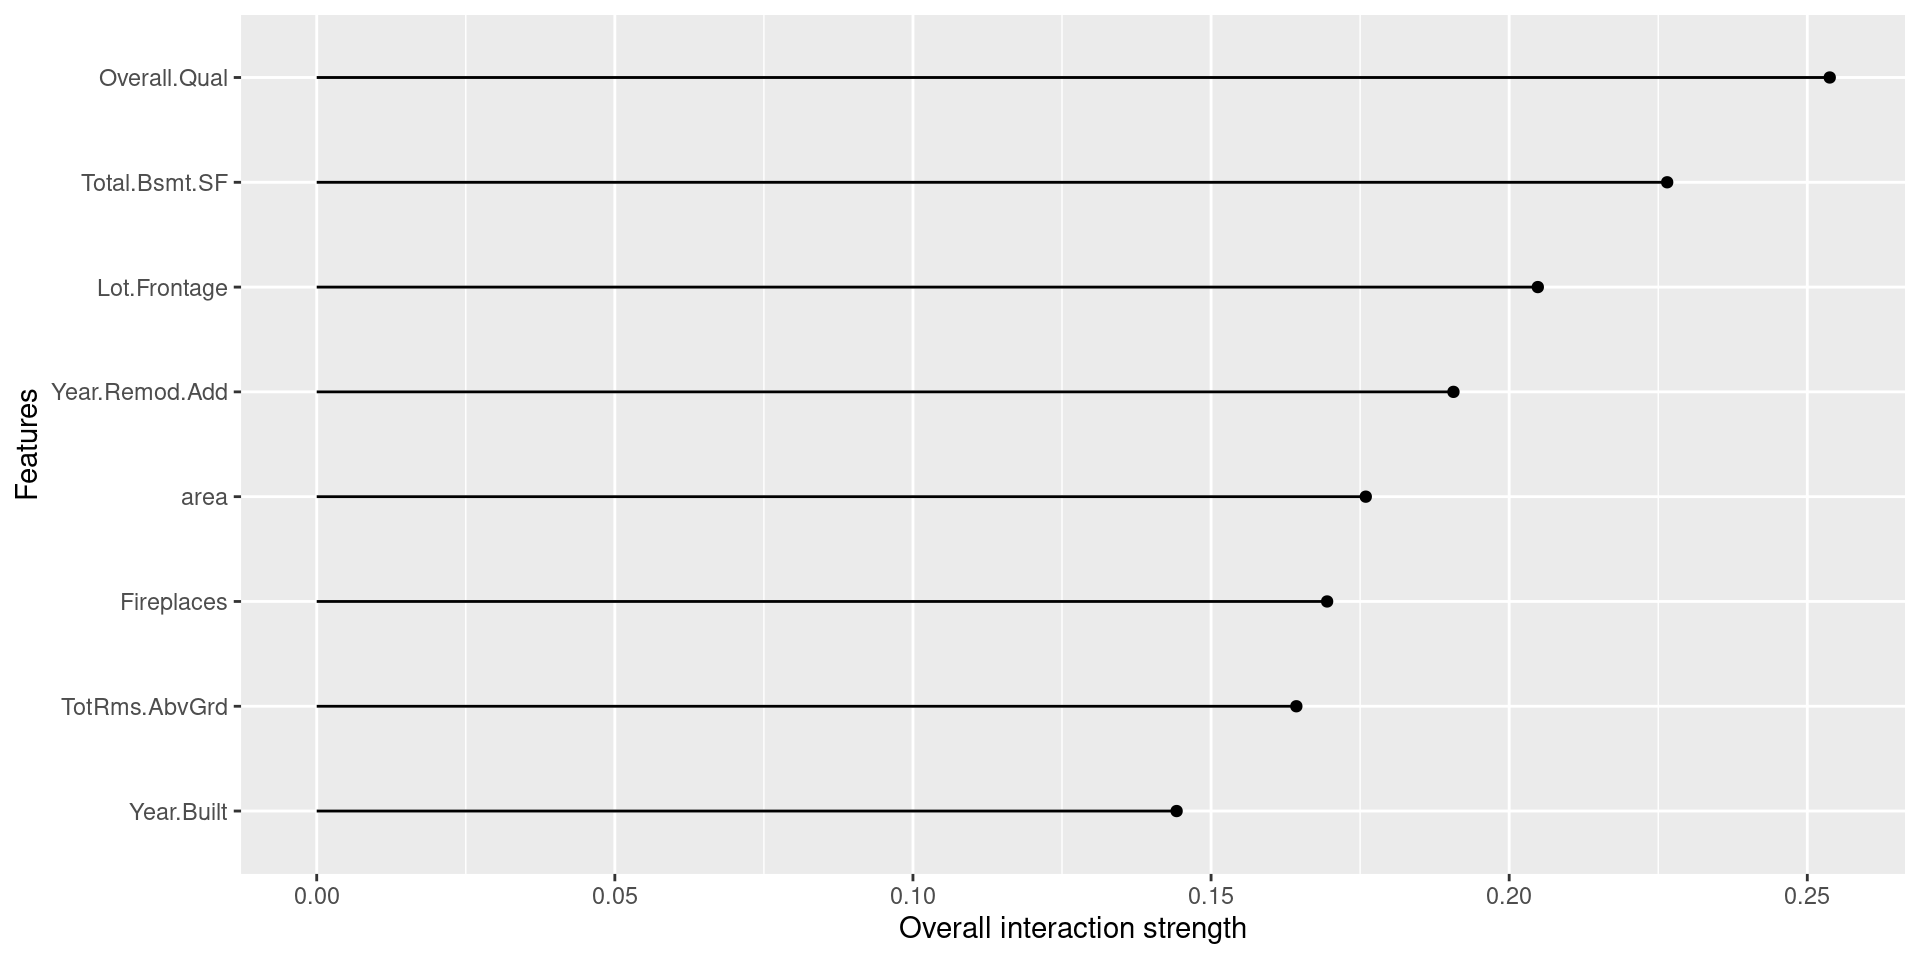 Overall.Qual
Total.Bsmt.SF
Lot.Frontage
Year.Remod.Add
area
Fireplaces
TotRms.AbvGrd
Year.Built
Features
0.00 0.05 0.10 0.15 0.20 0.25
Overall interaction strength